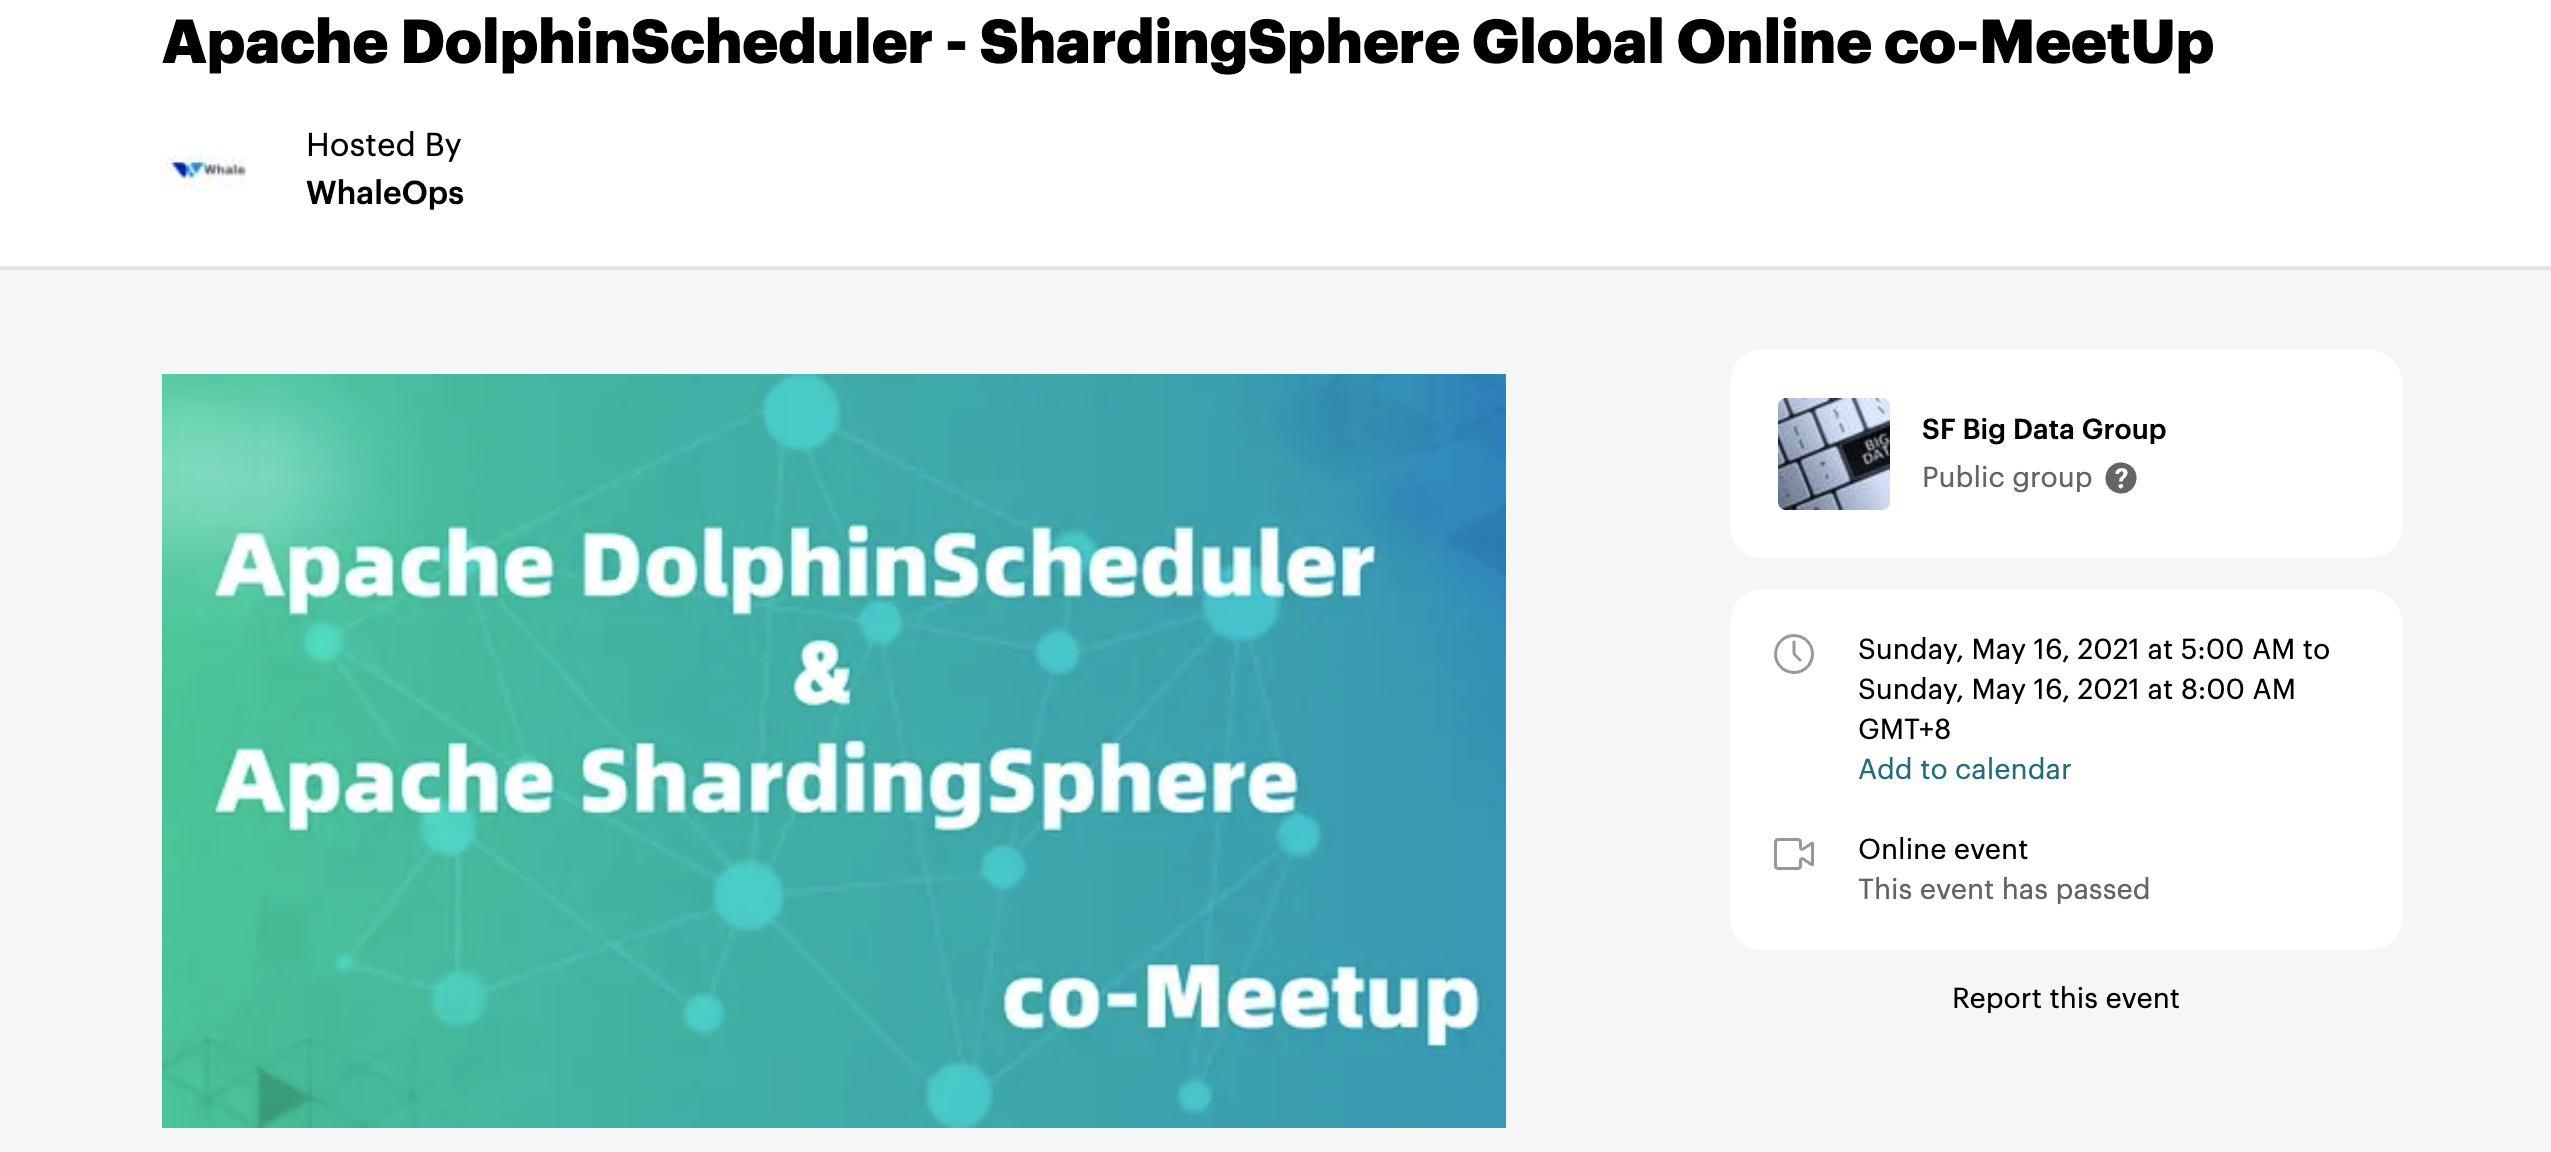 Apache DolphinScheduler - ShardingSphere Global Online co-MeetUp
Whale
Hosted By
WhaleOps
Apache DolphinScheduler
&
Apache ShardingSphere
co-Meetup
BIG
DAT
SF Big Data Group
Public group ?
Sunday, May 16, 2021 at 5:00 AM to
Sunday, May 16, 2021 at 8:00 AM
GMT+8
Add to calendar
Online event
This event has passed
Report this event